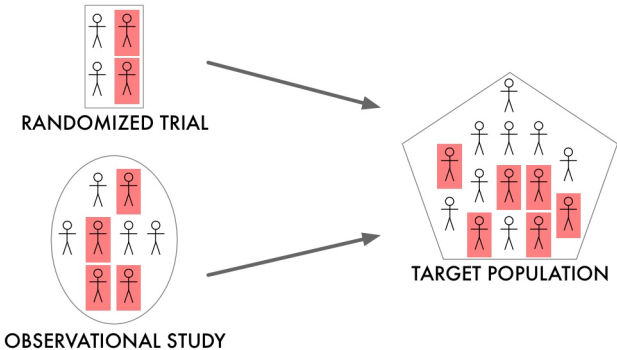 RANDOMIZED TRIAL
OBSERVATIONAL STUDY
TARGET POPULATION